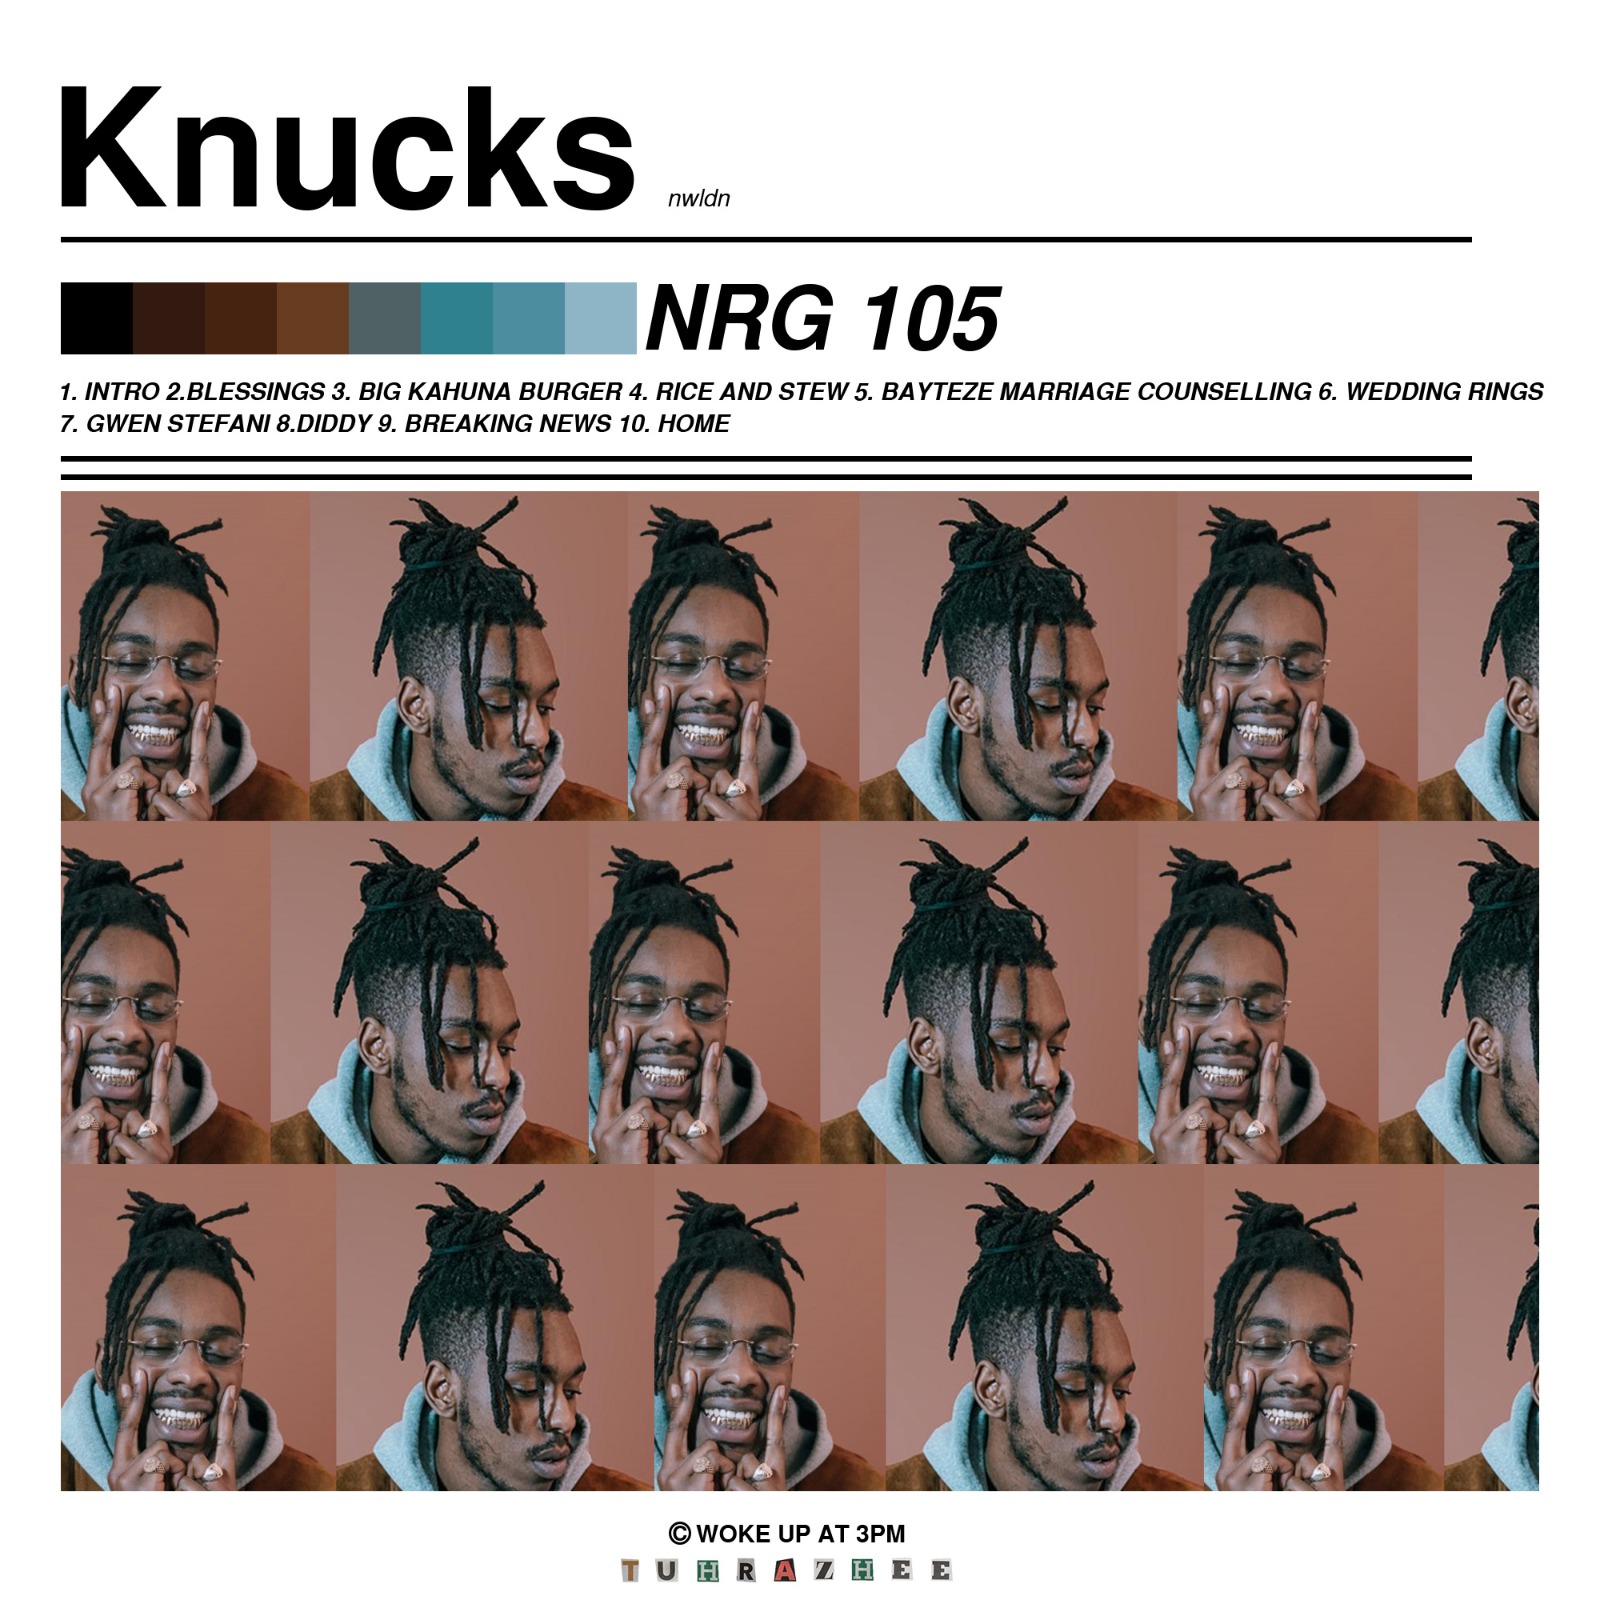 Knucks
nwldn
NRG 105
1. INTRO 2.BLESSINGS 3. BIG KAHUNA BURGER 4. RICE AND STEW 5. BAYTEZE MARRIAGE COUNSELLING 6. WEDDING RINGS
7. GWEN STEFANI 8.DIDDY 9. BREAKING NEWS 10. HOME
© WOKE UP AT 3PM
TUHRAZHEE